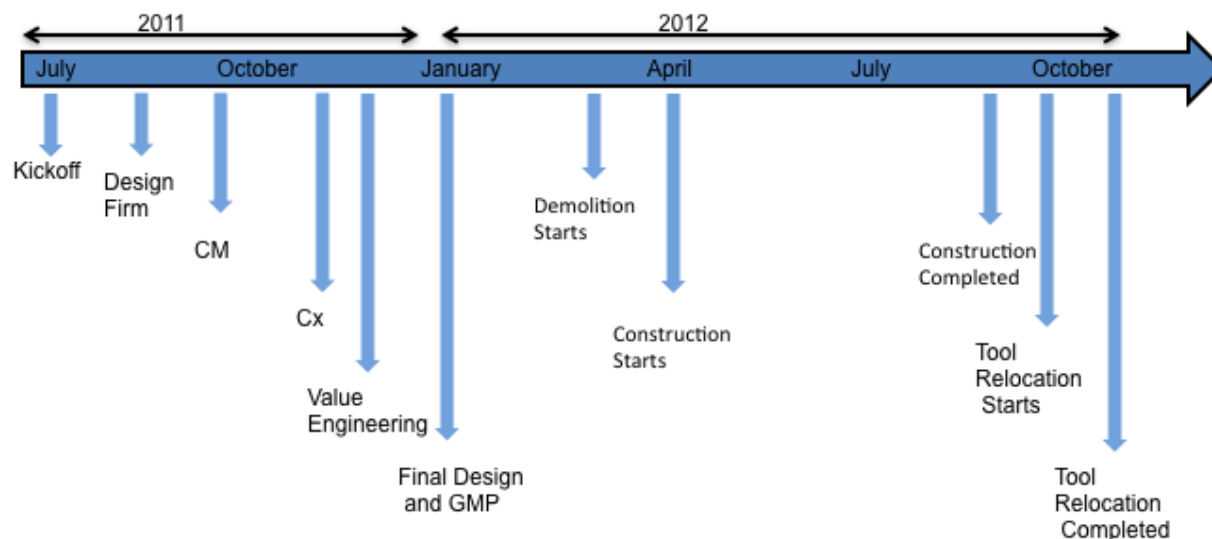 2011
2012
July
October
January
April
July
October
Kickoff
Design
Firm
CM
Cx
Value
Engineering
Final Design
and GMP
Demolition
Starts
Construction
Starts
Construction
Completed
Tool
Relocation
Starts
Tool
Relocation
Completed